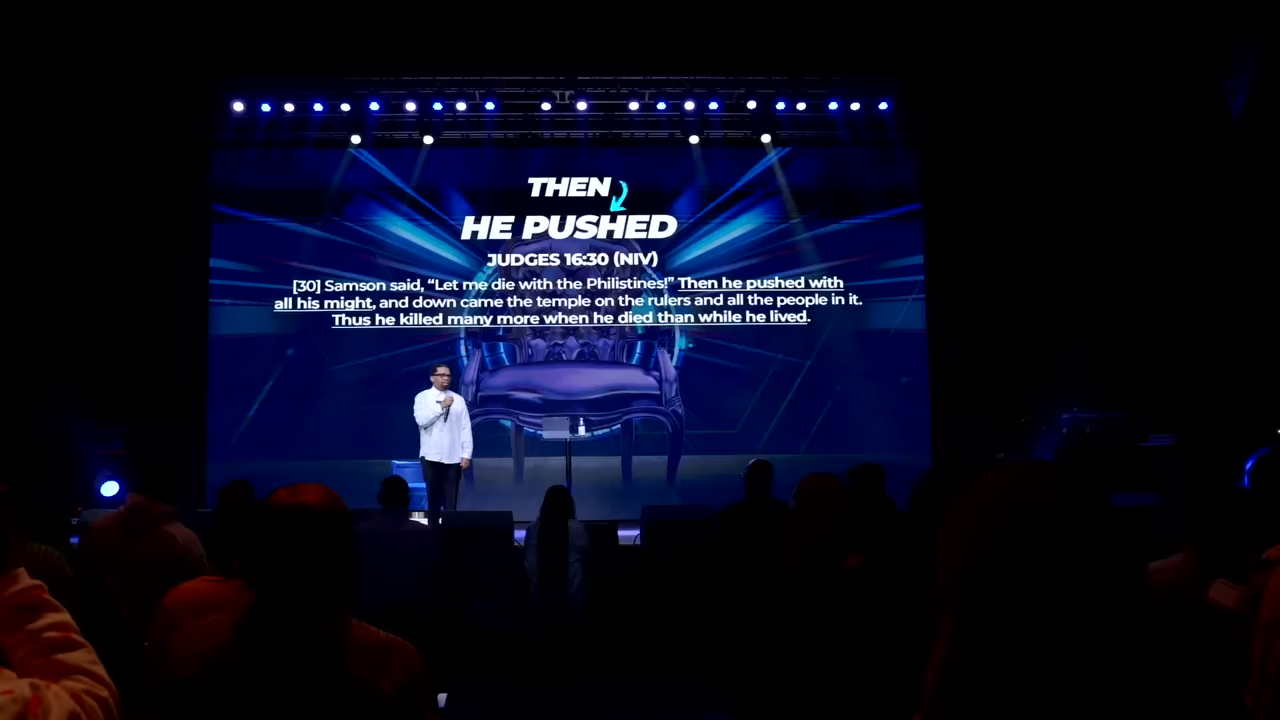 THEN
HE PUSHED
JUDGES 16:30 (NIV)
[30] Samson said, “Let me die with the Philistines!” Then he pushed with
all his might, and down came the temple on the rulers and all the people in it.
Thus he killed many more when he died than while he lived.